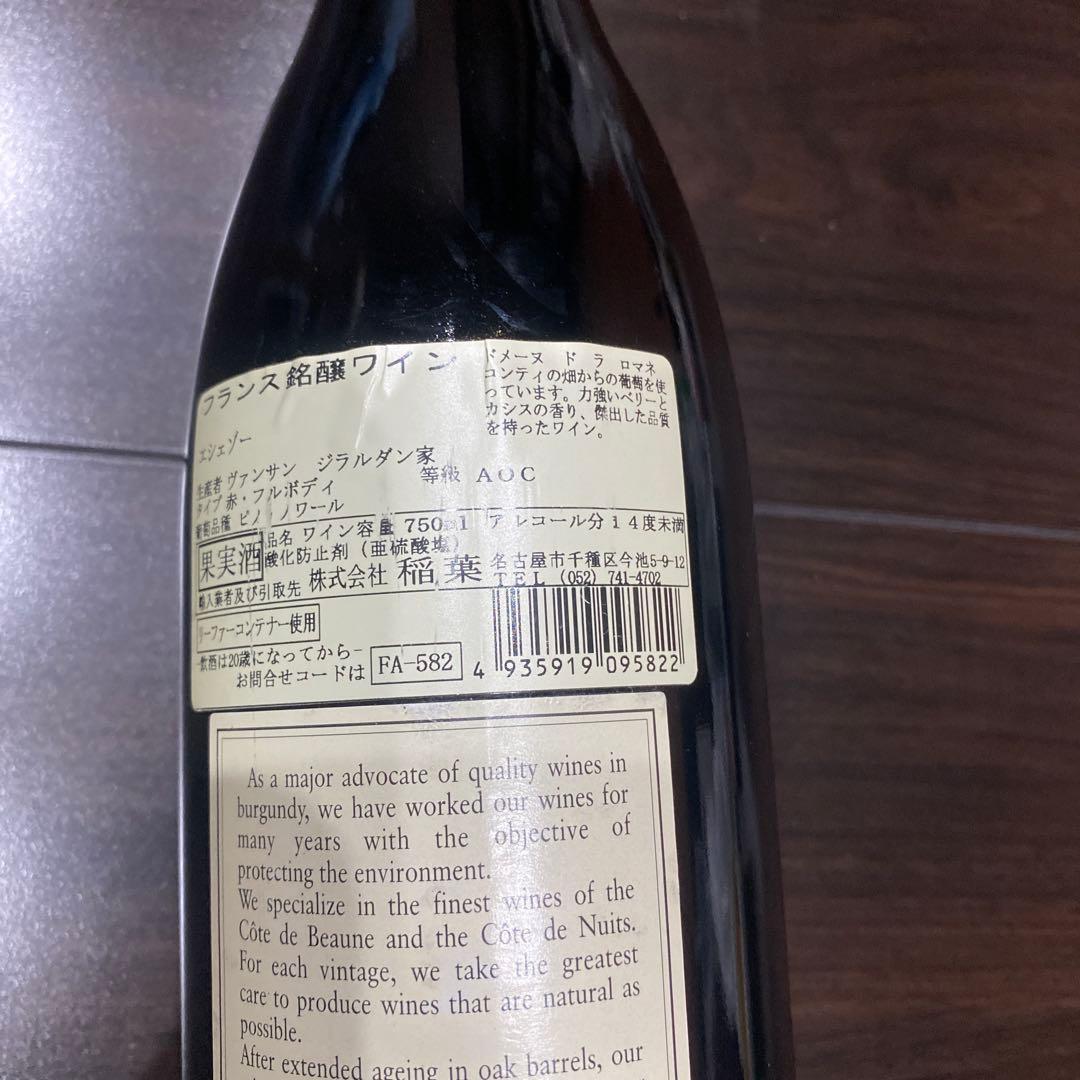 フランス銘醸ワイン
ドメーヌ ド ラ ロマネ
コンティの畑からの葡萄を使
っています。力強いベリーと
カシスの香り、傑出した品質
を持ったワイン。
エシェゾー
生産者 ヴァンサン ジラルダン家
タイプ 赤・フルボディ
等級 AOC
葡萄品種 ピノ ノワール
果実酒
品名 ワイン容量 750ml アルコール分14度未満
酸化防止剤(亜硫酸塩)
輸入業者及び引取先 株式会社 稲葉
名古屋市千種区今池5-9-12
TEL (052) 741-4702
リーファーコンテナー使用
-飲酒は20歳になってから-
お問合せコードは FA-582
4 935919 095822
As a major advocate of quality wines in
burgundy, we have worked our wines for
many years with the objective of
protecting the environment.
We specialize in the finest wines of the
Côte de Beaune and the Côte de Nuits.
For each vintage, we take the greatest
care to produce wines that are natural as
possible.
After extended ageing in oak barrels, our